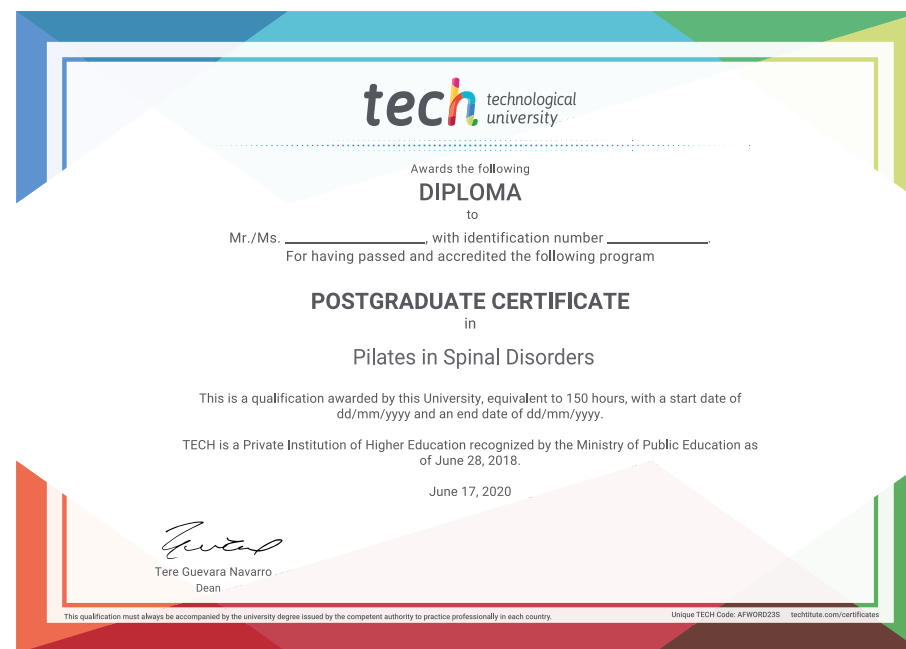 tech technological
university
Awards the following
DIPLOMA
to
Mr./Ms. ____________________, with identification number ______________.
For having passed and accredited the following program
POSTGRADUATE CERTIFICATE
in
Pilates in Spinal Disorders
This is a qualification awarded by this University, equivalent to 150 hours, with a start date of
dd/mm/yyyy and an end date of dd/mm/yyyy.
TECH is a Private Institution of Higher Education recognized by the Ministry of Public Education as
of June 28, 2018.
June 17, 2020
Tere Guevara Navarro
Dean
This qualification must always be accompanied by the university degree issued by the competent authority to practice professionally in each country.
Unique TECH Code: AFWORD23S techtitute.com/certificates